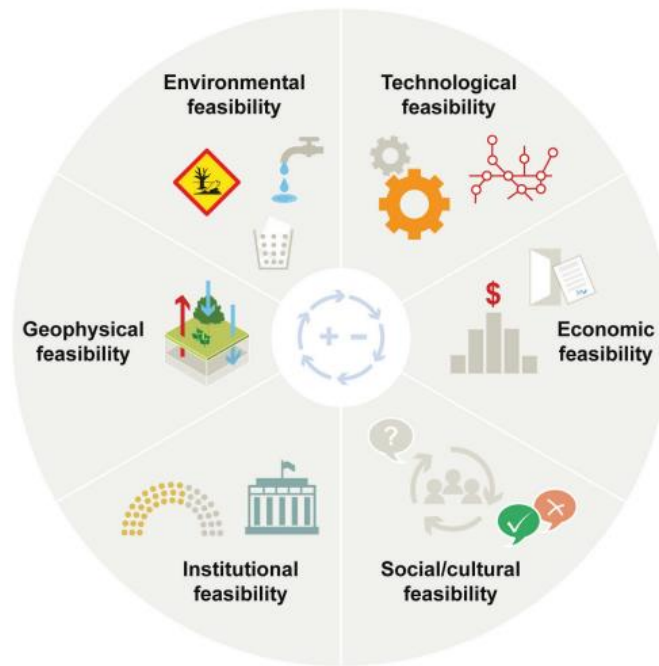 Environmental
feasibility
Technological
feasibility
Geophysical
feasibility
$
Economic
feasibility
+ -
?
Institutional
feasibility
Social/cultural
feasibility